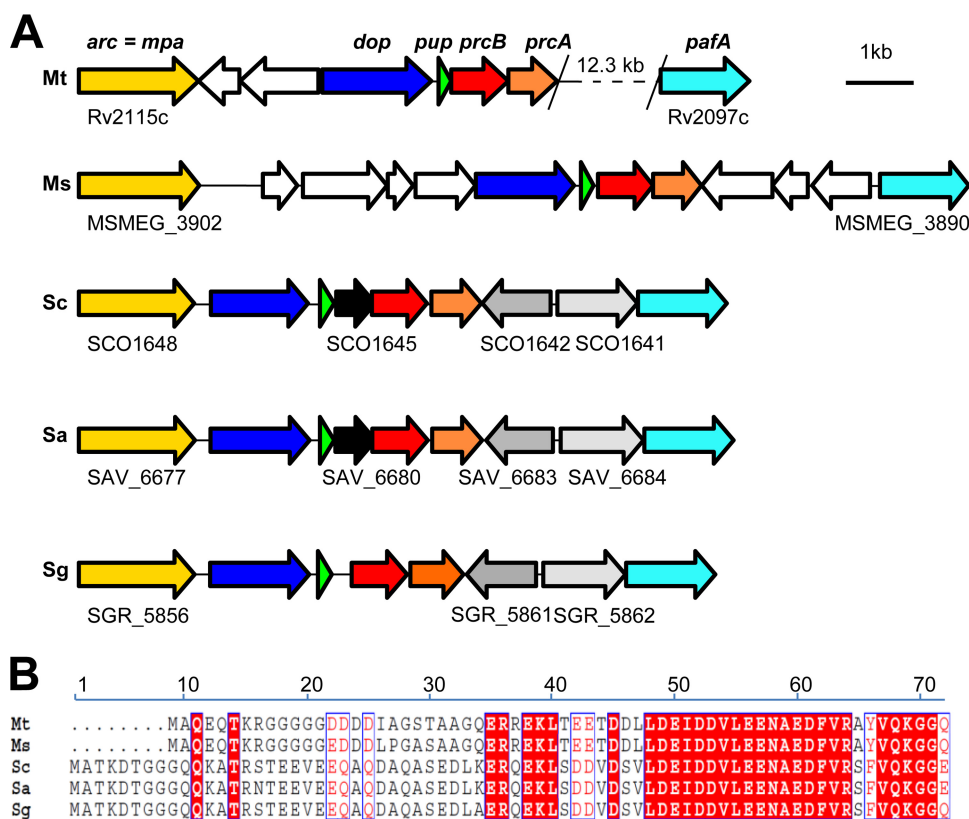 A
arc = mpa dop pup prcB prcA pafA
Mt 12.3 kb 1kb
Rv2115c Rv2097c
Ms
MSMEG_3902 MSMEG_3890
Sc
SCO1648 SCO1645 SCO1642 SCO1641
Sa
SAV_6677 SAV_6680 SAV_6683 SAV_6684
Sg
SGR_5856 SGR_5861 SGR_5862
B
1 10 20 30 40 50 60 70
Mt ........MAQEQTKRGGGGGDDDDIAGSTAAGQERREKLTEETDDLLDEIDDVLEENAEDFVRAYVQKGGQ
Ms ........MAQEQTKRGGGGGEDDDLPGASAAGQERREKLTEETDDLLDEIDDVLEENAEDFVRAYVQKGGQ
Sc MATKDTGGGQQKATRSTEEVEEQAQDAQASEDLKERQEKLSDDVDSVLDEIDDVLEENAEDFVRSFVQKGGE
Sa MATKDTGGGQQKATRNTEEVEEQAQDAQASEDLKERQEKLSDDVDSVLDEIDDVLEENAEDFVRSFVQKGGE
Sg MATKDTGGGQQKATRSTEEVEEQAQDAQASEDLAERQEKLSDDVDSVLDEIDDVLEENAEDFVRSFVQKGGQ